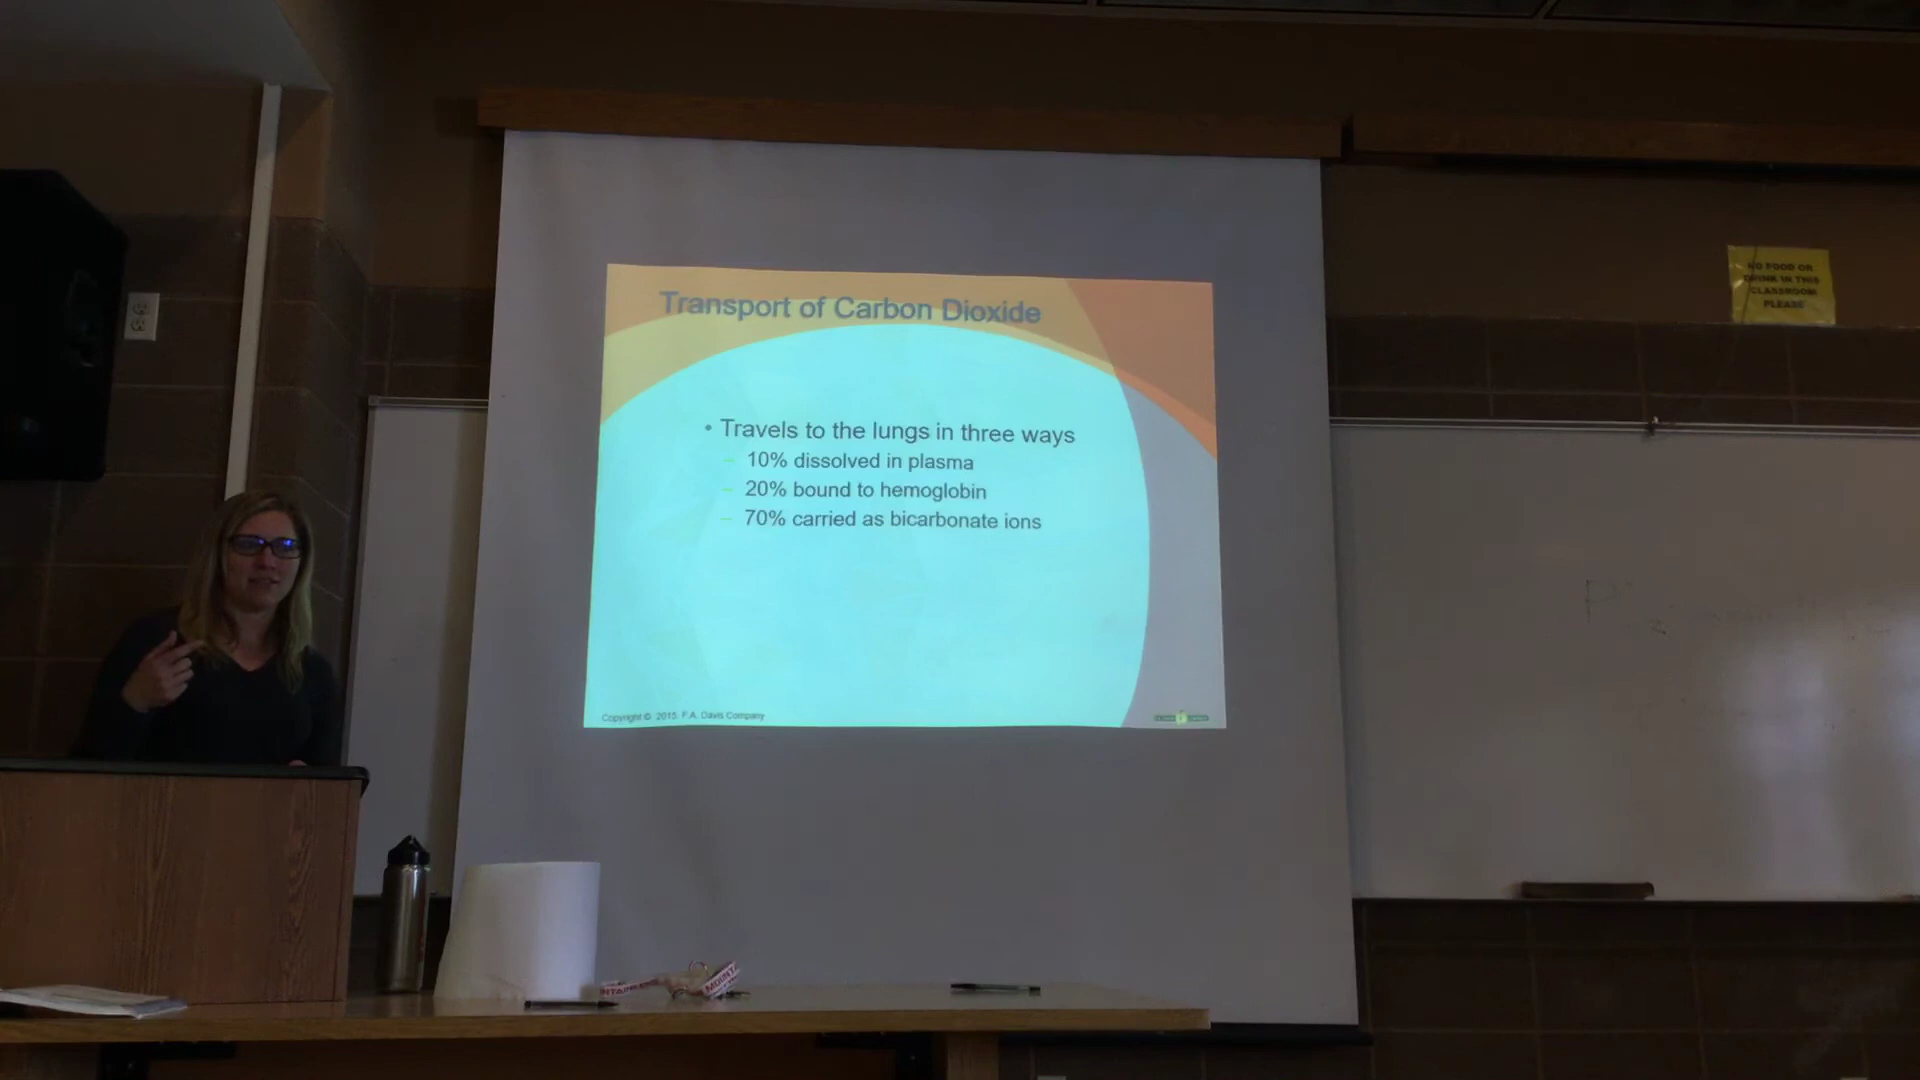 Transport of Carbon Dioxide
• Travels to the lungs in three ways
– 10% dissolved in plasma
– 20% bound to hemoglobin
– 70% carried as bicarbonate ions
Copyright © 2015 F.A. Davis Company
NO FOOD OR
DRINK IN THIS
CLASSROOM
PLEASE
P